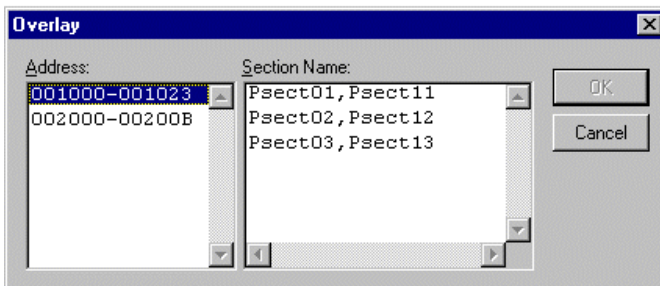 Overlay
Address:
Section Name:
001000-001023
002000-00200B
Psect01,Psect11
Psect02,Psect12
Psect03,Psect13
OK
Cancel